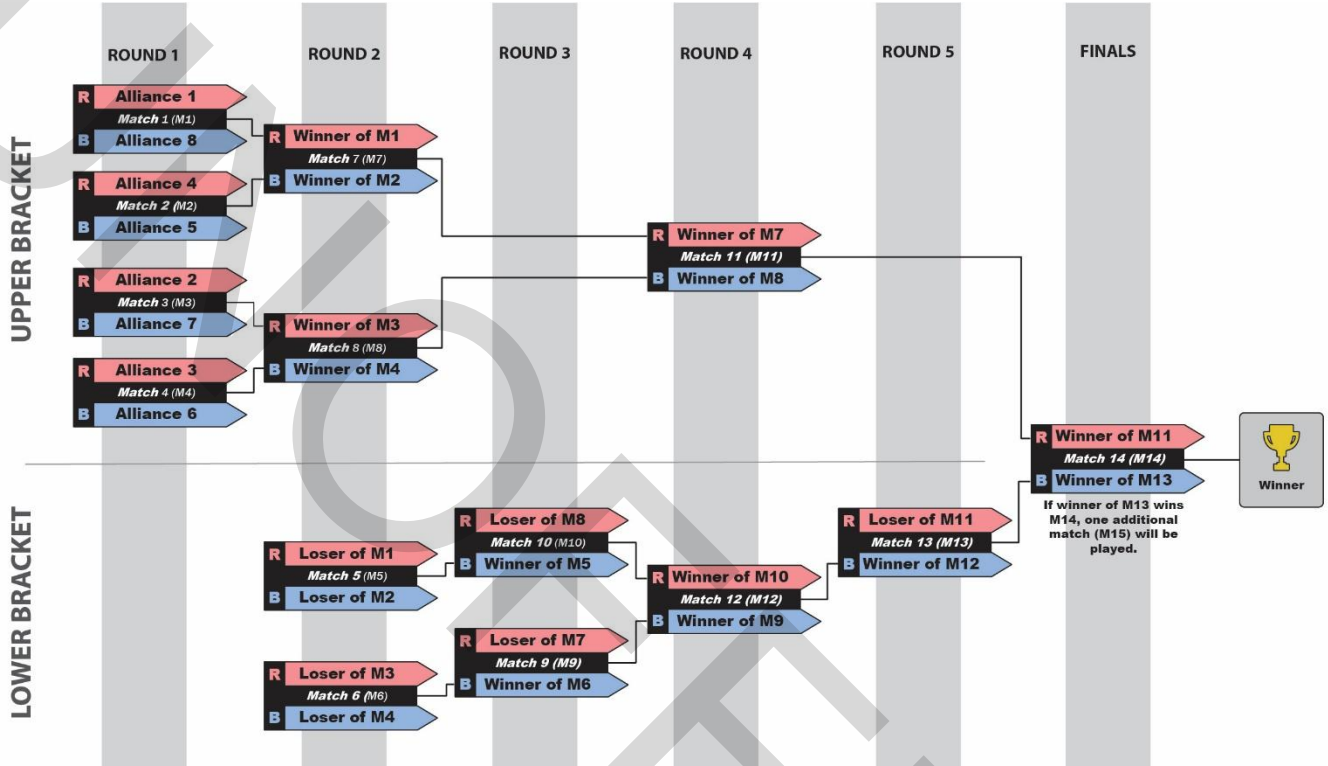 ROUND 1
ROUND 2
ROUND 3
ROUND 4
ROUND 5
FINALS
UPPER BRACKET
R Alliance 1
Match 1 (M1)
B Alliance 8
R Alliance 4
Match 2 (M2)
B Alliance 5
R Alliance 2
Match 3 (M3)
B Alliance 7
R Alliance 3
Match 4 (M4)
B Alliance 6
R Winner of M1
Match 7 (M7)
B Winner of M2
R Winner of M3
Match 8 (M8)
B Winner of M4
R Winner of M7
Match 11 (M11)
B Winner of M8
LOWER BRACKET
R Loser of M1
Match 5 (M5)
B Loser of M2
R Loser of M3
Match 6 (M6)
B Loser of M4
R Loser of M8
Match 10 (M10)
B Winner of M5
R Loser of M7
Match 9 (M9)
B Winner of M6
R Winner of M10
Match 12 (M12)
B Winner of M9
R Loser of M11
Match 13 (M13)
B Winner of M12
R Winner of M11
Match 14 (M14)
B Winner of M13
If winner of M13 wins
M14, one additional
match (M15) will be
played.
Winner